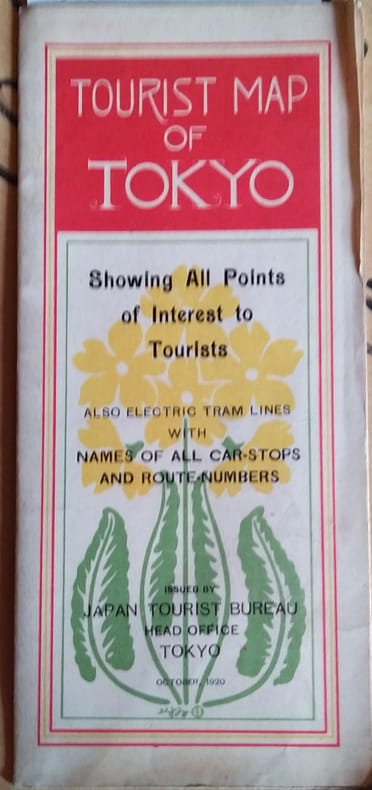 TOURIST MAP
OF
TOKYO
Showing All Points
of Interest to
Tourists
ALSO ELECTRIC TRAM LINES
WITH
NAMES OF ALL CAR-STOPS
AND ROUTE-NUMBERS
ISSUED BY
JAPAN TOURIST BUREAU
HEAD OFFICE
TOKYO
OCTOBER, 1920